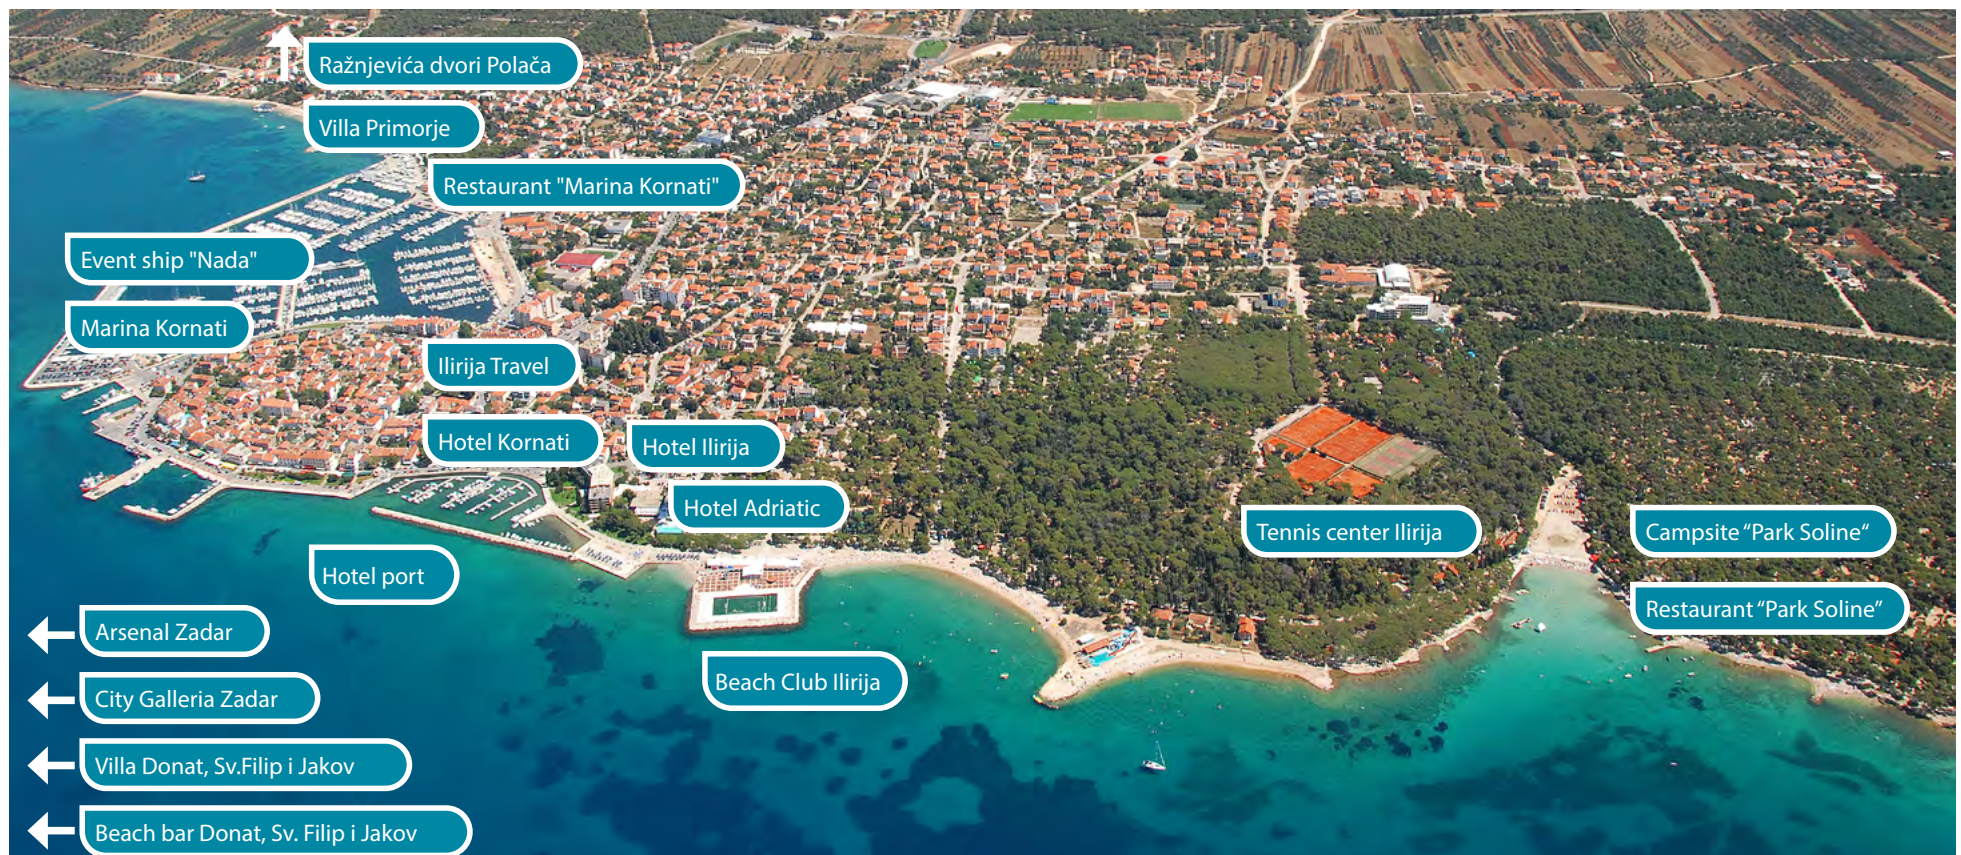 Ražnjevića dvori Polača
Villa Primorje
Restaurant "Marina Kornati"
Event ship "Nada"
Marina Kornati
Ilirija Travel
Hotel Kornati
Hotel Ilirija
Hotel Adriatic
Tennis center Ilirija
Campsite “Park Soline“
Hotel port
Restaurant “Park Soline”
Arsenal Zadar
Beach Club Ilirija
City Galleria Zadar
Villa Donat, Sv.Filip i Jakov
Beach bar Donat, Sv. Filip i Jakov